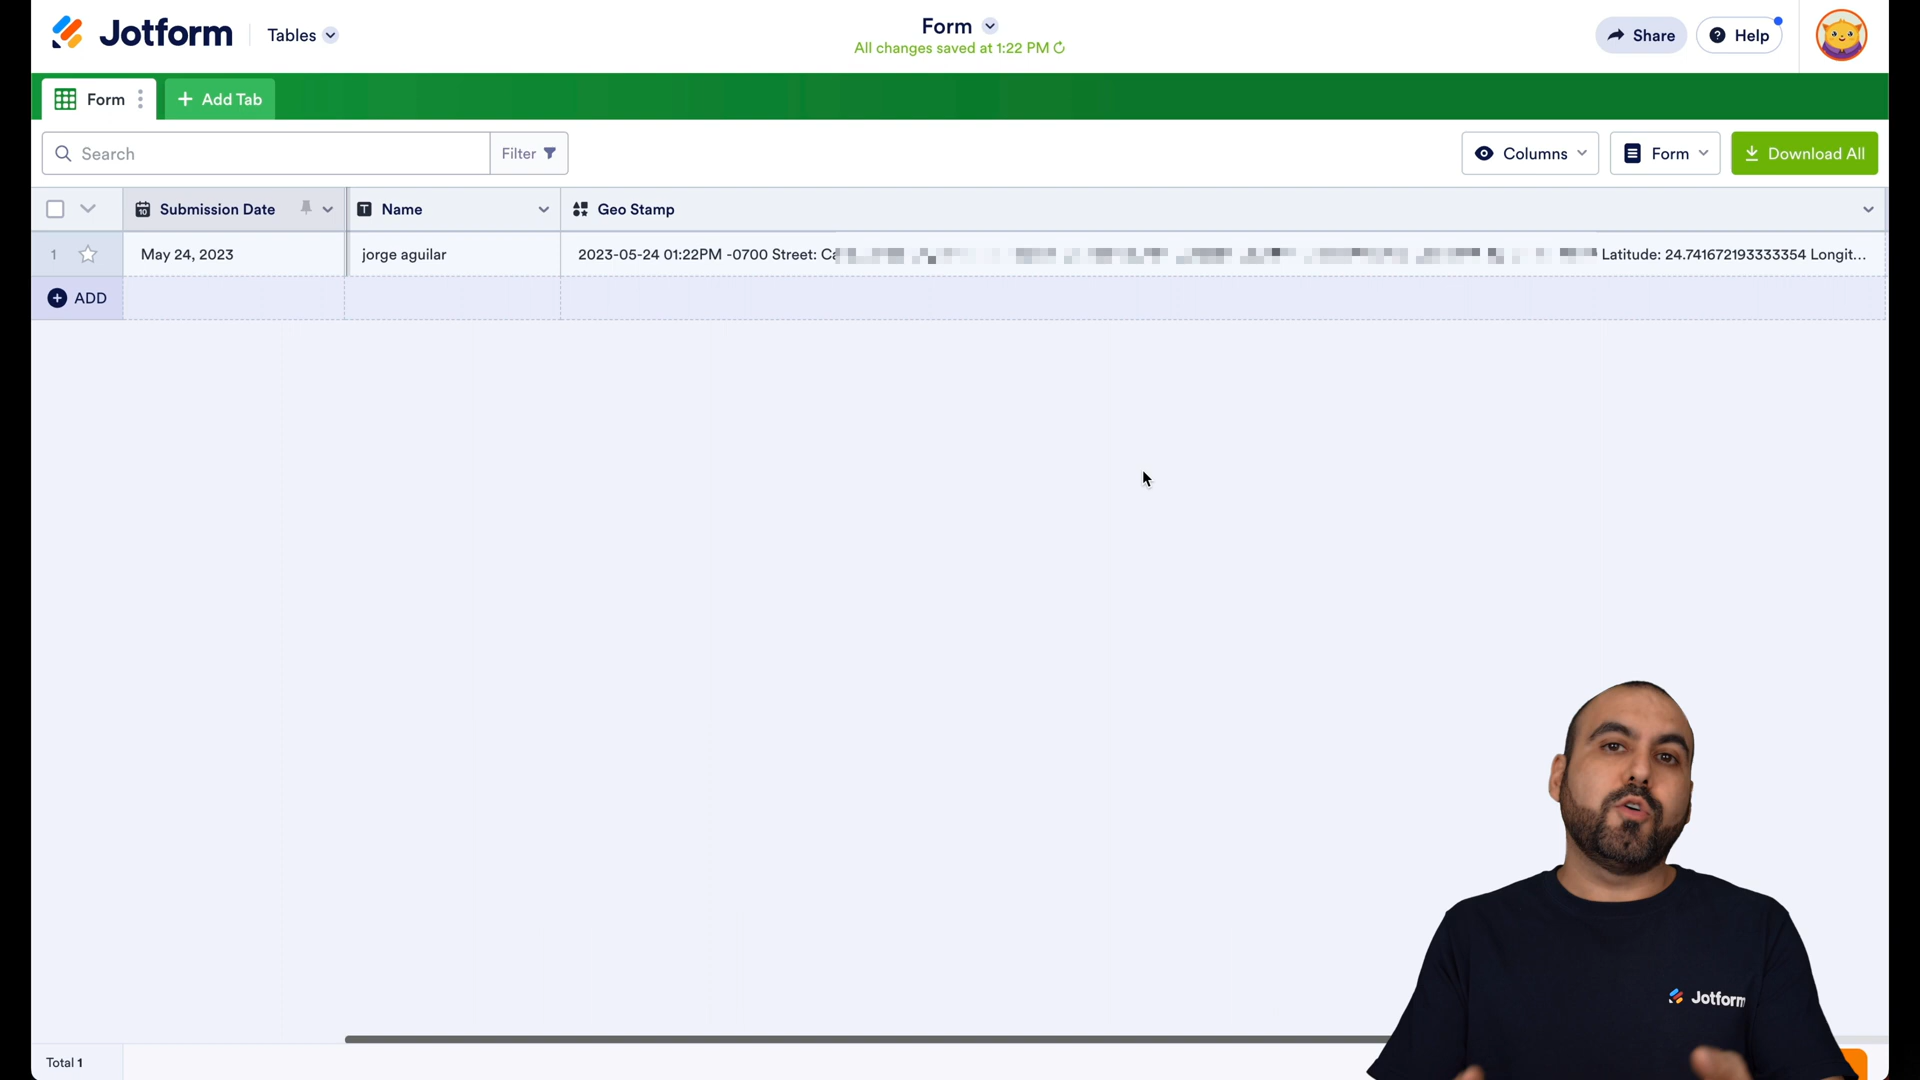 Jotform
Tables
Form
All changes saved at 1:22 PM
Share
Help
Form
Add Tab
Search
Filter
Columns
Form
Download All
10
Submission Date
T
Name
Geo Stamp
1
May 24, 2023
jorge aguilar
2023-05-24 01:22PM -0700 Street: Ca
Latitude: 24.741672193333354 Longit...
ADD
Jotform
Total 1